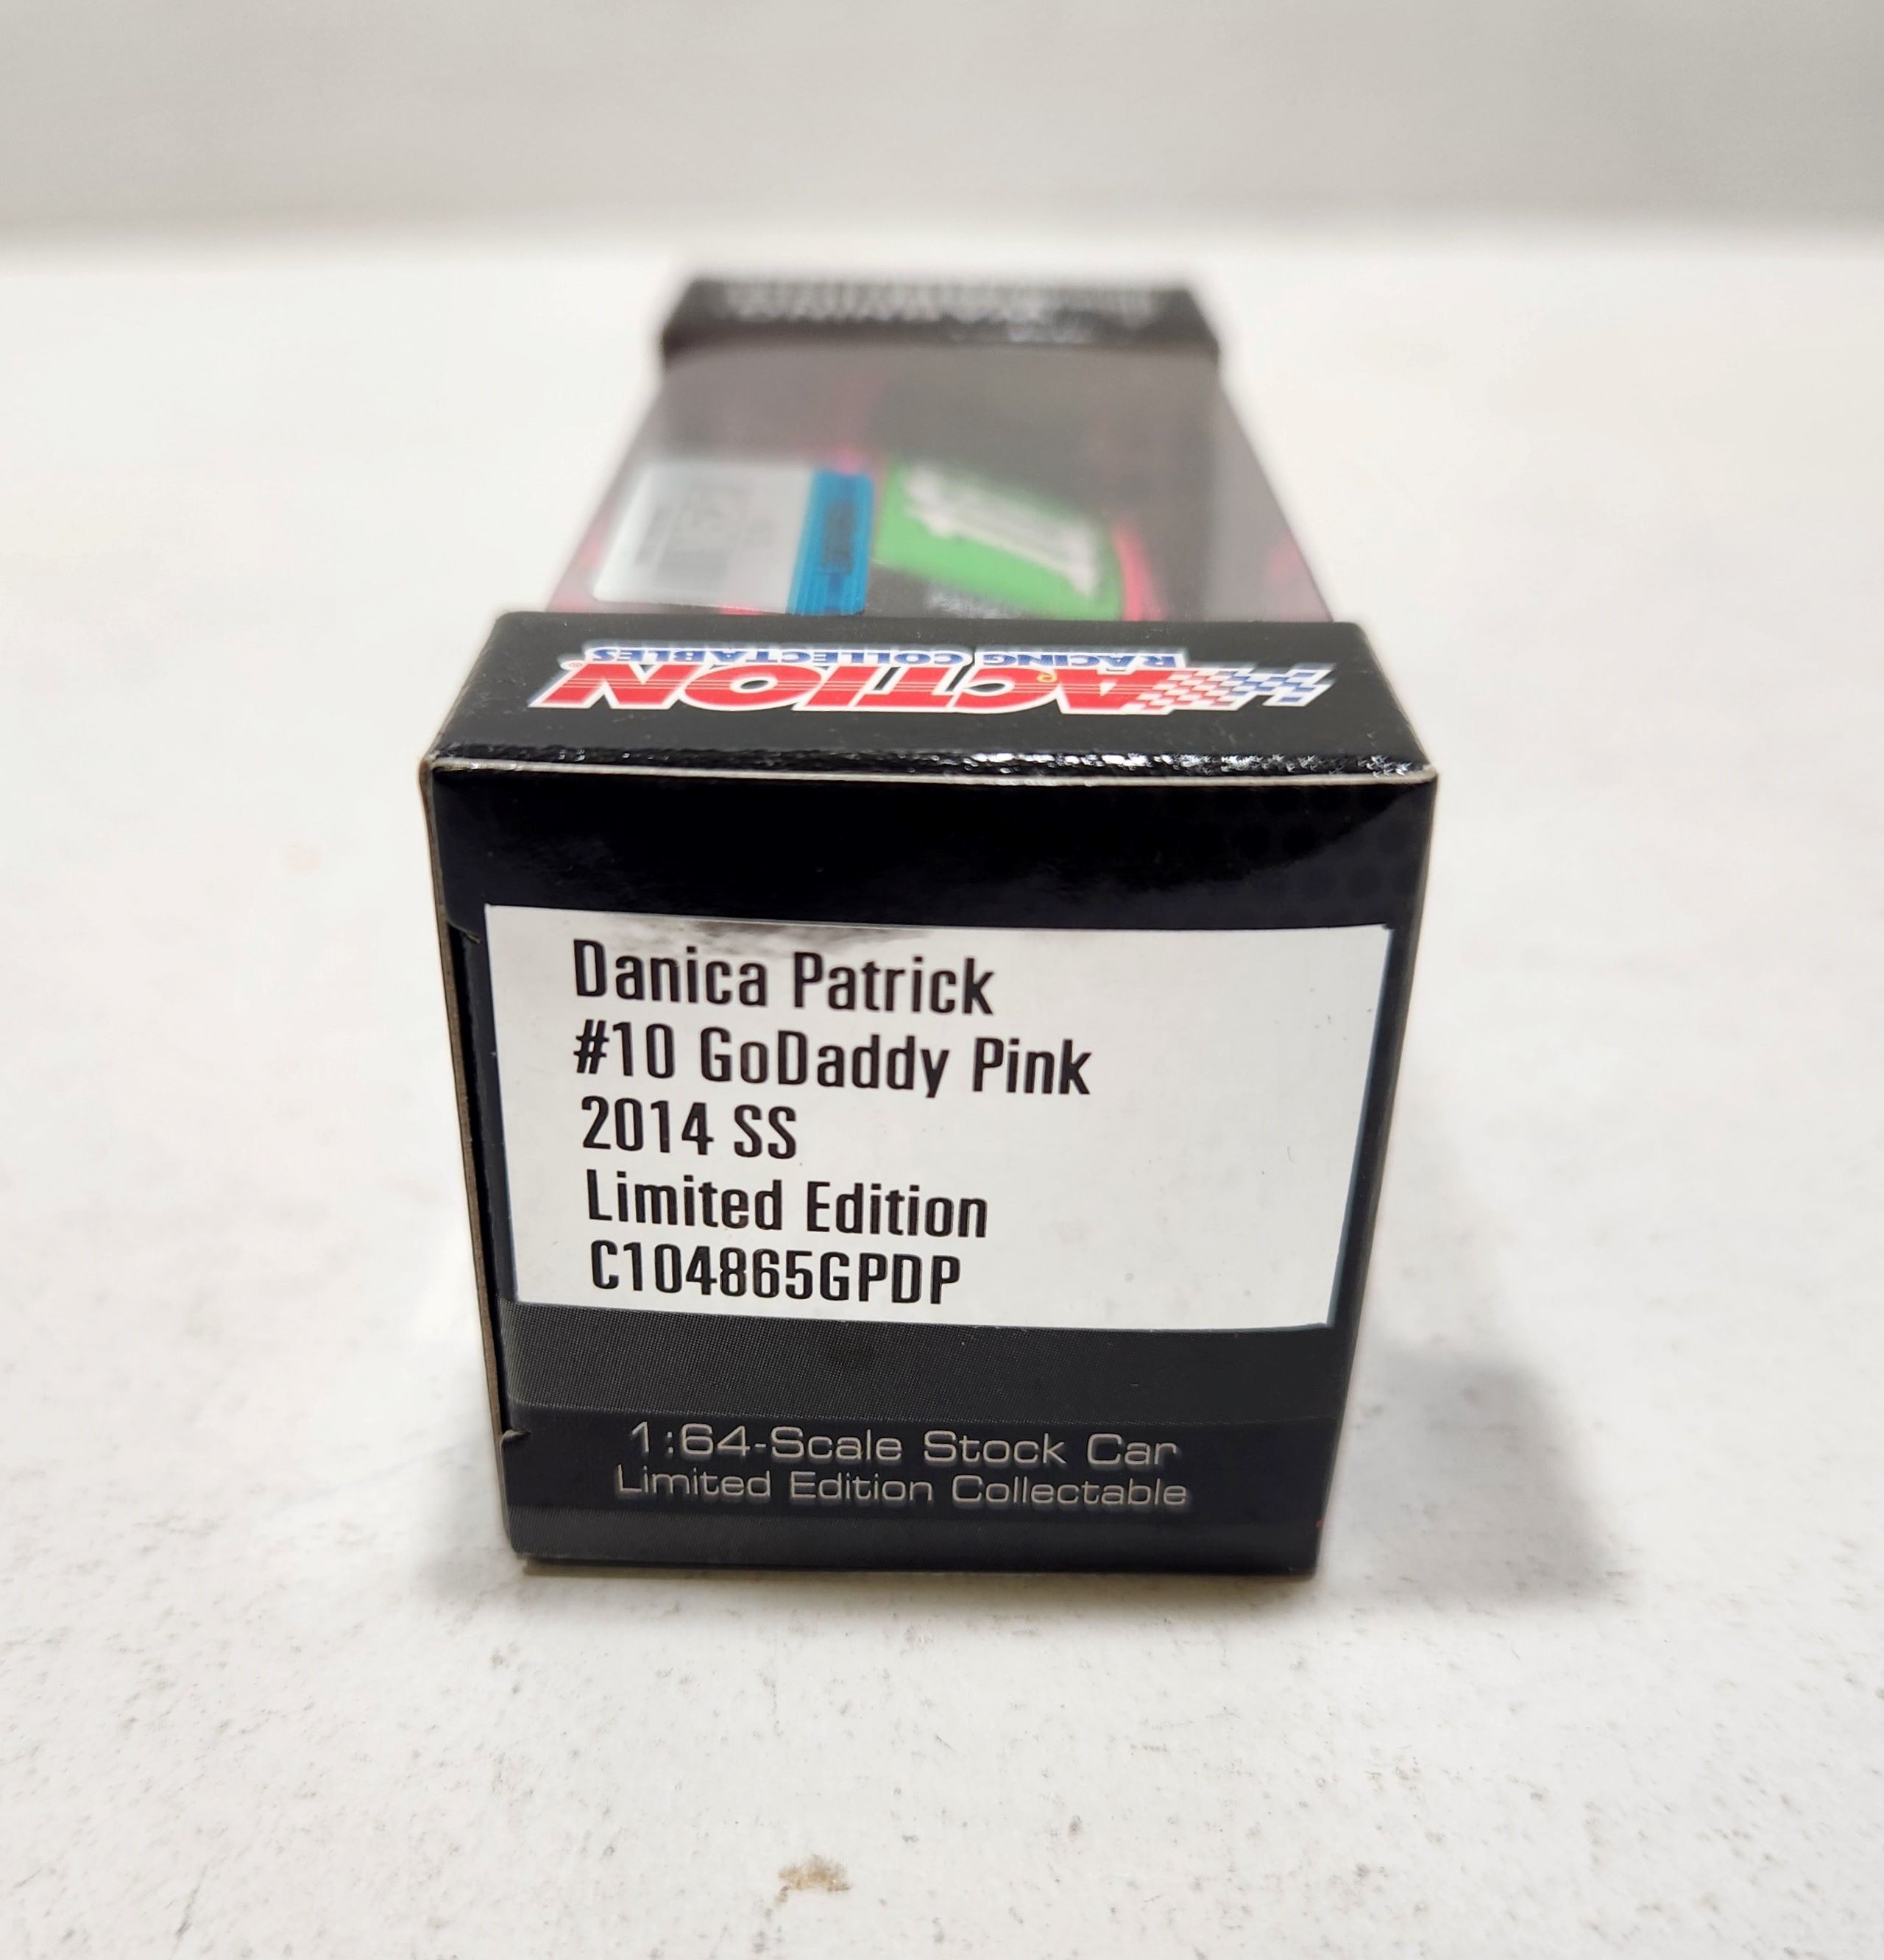 ACTION®
RACING COLLECTABLES
Danica Patrick
#10 GoDaddy Pink
2014 SS
Limited Edition
C104865GPDP
1:64-Scale Stock Car
Limited Edition Collectable